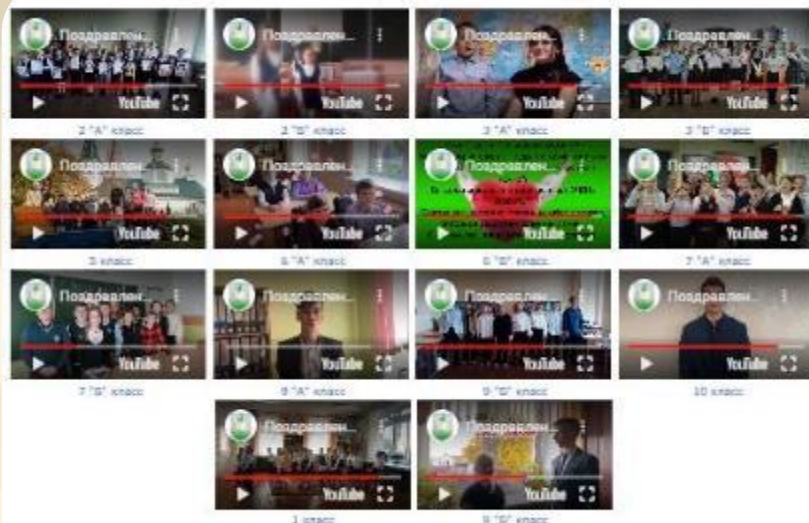 Поздравлен... Поздравлен... Поздравлен... Поздравлен...
YouTube YouTube YouTube YouTube
2 "А" класс 2 "Б" класс 3 "А" класс 3 "Б" класс
Поздравлен... Поздравлен... Поздравлен... Поздравлен...
YouTube YouTube YouTube YouTube
5 класс 6 "А" класс 6 "Б" класс 7 "А" класс
Поздравлен... Поздравлен... Поздравлен... Поздравлен...
YouTube YouTube YouTube YouTube
7 "Б" класс 9 "А" класс 9 "Б" класс 10 класс
Поздравлен... Поздравлен...
YouTube YouTube
1 класс класс